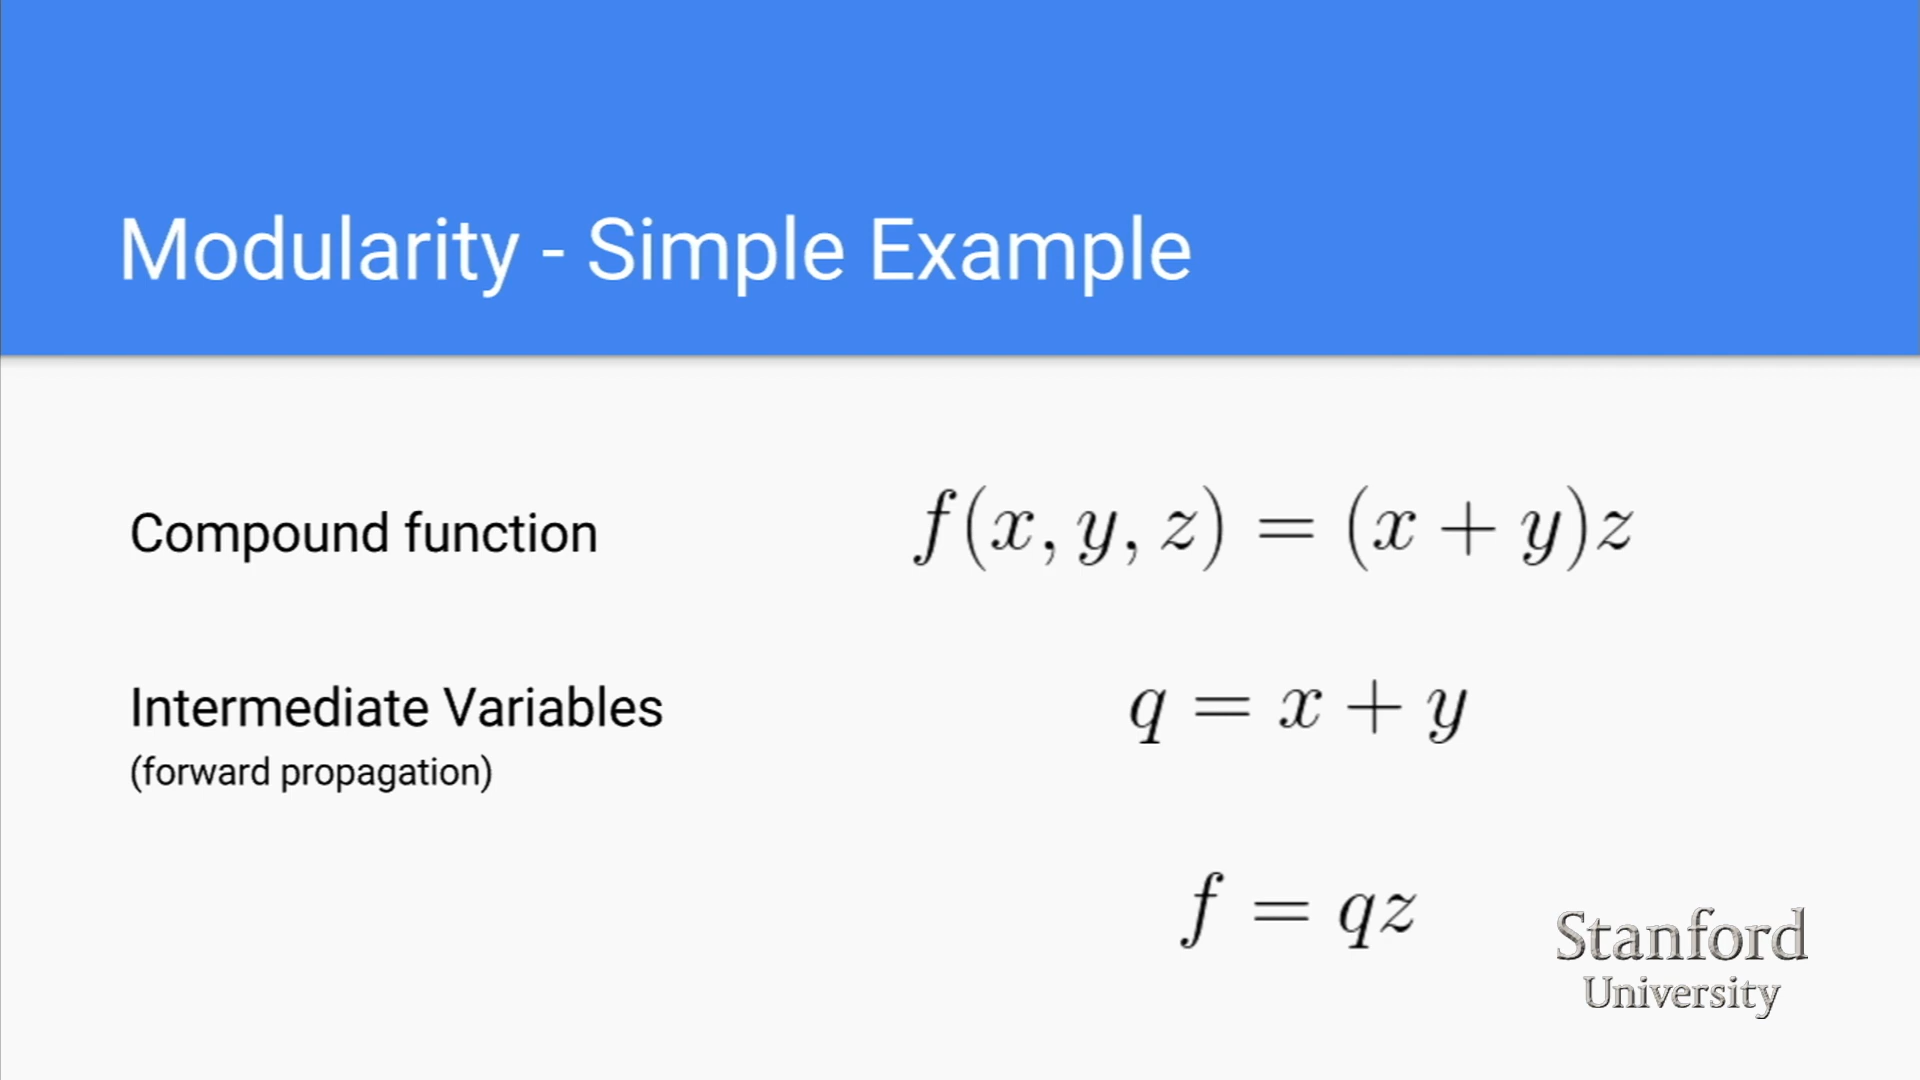 Modularity - Simple Example
Compound function
f(x, y, z) = (x + y)z
Intermediate Variables
(forward propagation)
q = x + y
f = qz
Stanford
University